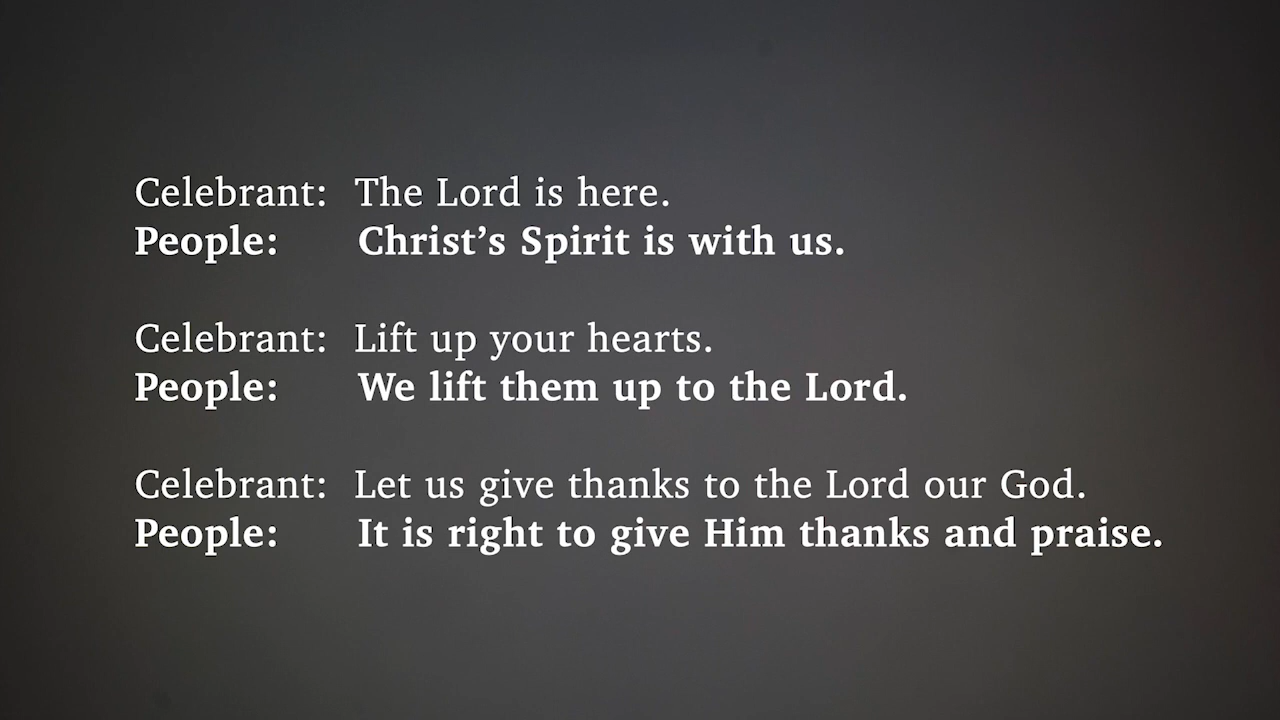 Celebrant: The Lord is here.
People: Christ’s Spirit is with us.
Celebrant: Lift up your hearts.
People: We lift them up to the Lord.
Celebrant: Let us give thanks to the Lord our God.
People: It is right to give Him thanks and praise.